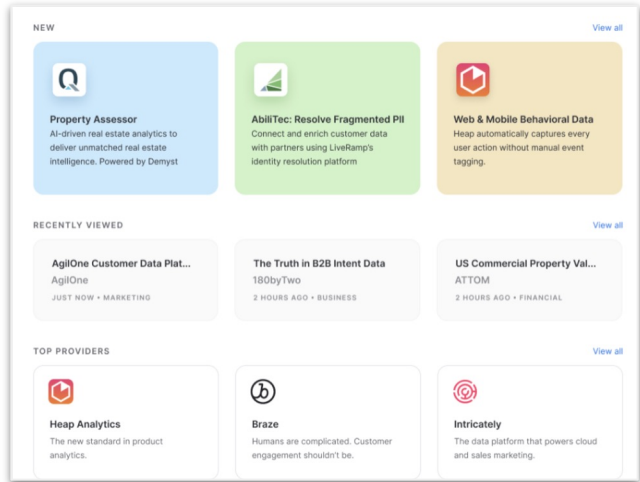 NEW
View all
Property Assessor
AI-driven real estate analytics to
deliver unmatched real estate
intelligence. Powered by Demyst
AbiliTec: Resolve Fragmented PII
Connect and enrich customer data
with partners using LiveRamp's
identity resolution platform
Web & Mobile Behavioral Data
Heap automatically captures every
user action without manual event
tagging.
RECENTLY VIEWED
View all
AgilOne Customer Data Plat...
AgilOne
JUST NOW • MARKETING
The Truth in B2B Intent Data
180byTwo
2 HOURS AGO • BUSINESS
US Commercial Property Val...
ATTOM
2 HOURS AGO • FINANCIAL
TOP PROVIDERS
View all
Heap Analytics
The new standard in product
analytics.
Braze
Humans are complicated. Customer
engagement shouldn't be.
Intricately
The data platform that powers cloud
and sales marketing.